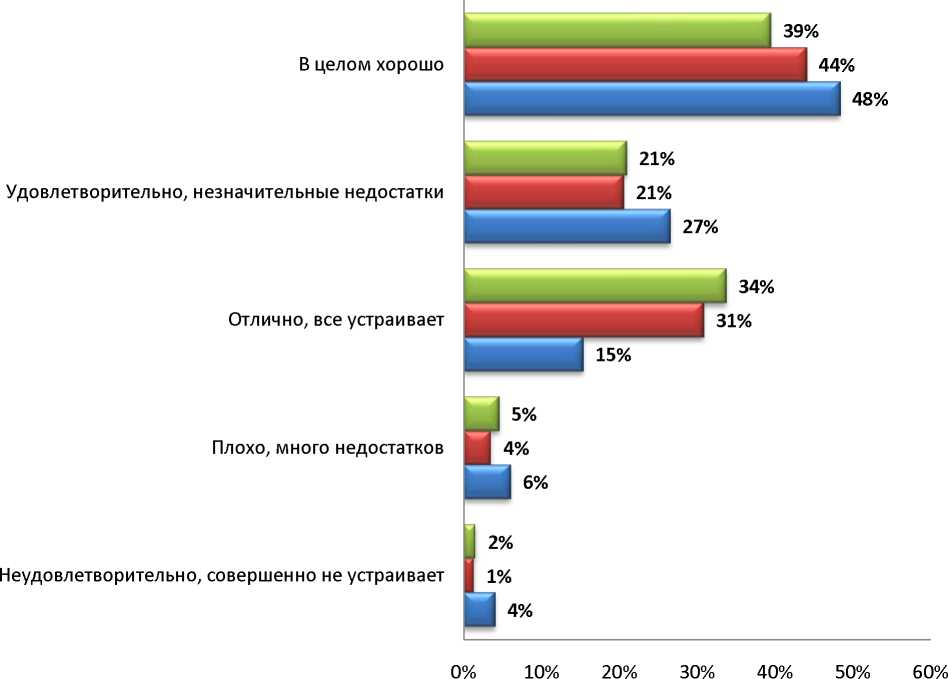 39%
В целом хорошо 44%
48%
21%
Удовлетворительно, незначительные недостатки 21%
27%
34%
Отлично, все устраивает 31%
15%
5%
Плохо, много недостатков 4%
6%
2%
Неудовлетворительно, совершенно не устраивает 1%
4%
0% 10% 20% 30% 40% 50% 60%